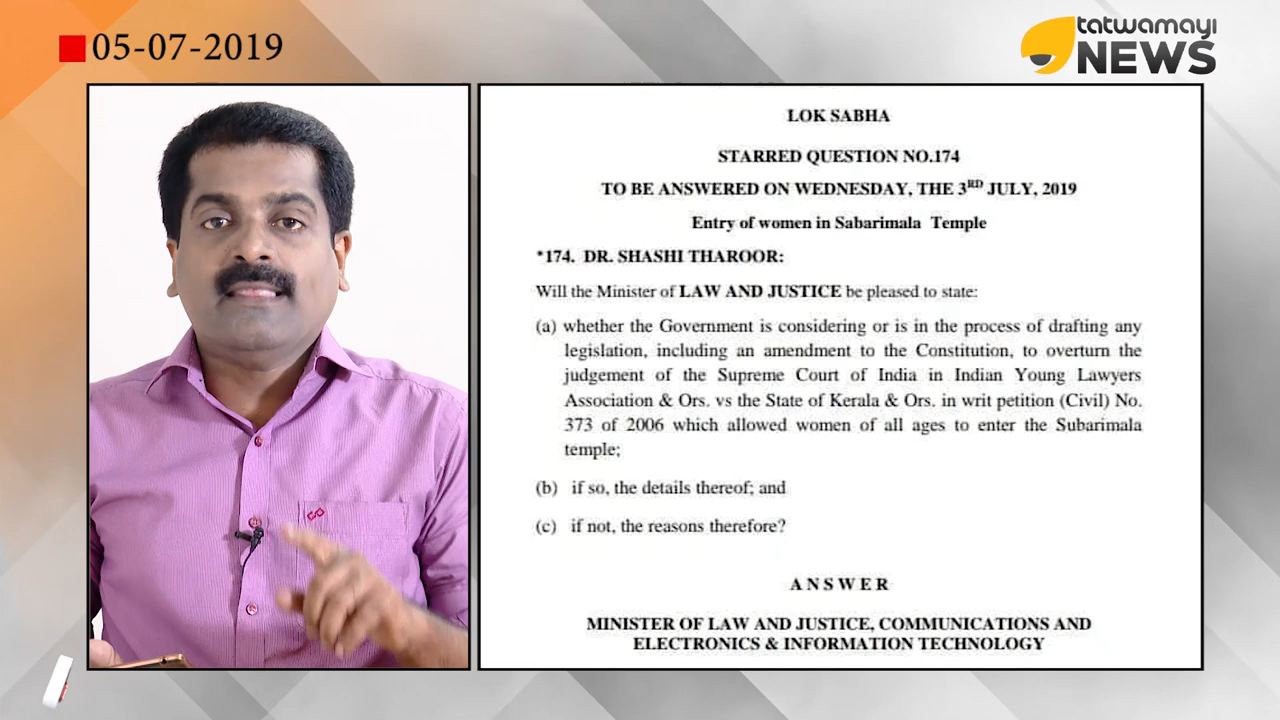 05-07-2019
tatwamayi
NEWS
LOK SABHA
STARRED QUESTION NO.174
TO BE ANSWERED ON WEDNESDAY, THE 3RD JULY, 2019
Entry of women in Sabarimala Temple
*174. DR. SHASHI THAROOR:
Will the Minister of LAW AND JUSTICE be pleased to state:
(a) whether the Government is considering or is in the process of drafting any
legislation, including an amendment to the Constitution, to overturn the
judgement of the Supreme Court of India in Indian Young Lawyers
Association & Ors. vs the State of Kerala & Ors. in writ petition (Civil) No.
373 of 2006 which allowed women of all ages to enter the Subarimala
temple;
(b) if so, the details thereof; and
(c) if not, the reasons therefore?
A N S W E R
MINISTER OF LAW AND JUSTICE, COMMUNICATIONS AND
ELECTRONICS & INFORMATION TECHNOLOGY